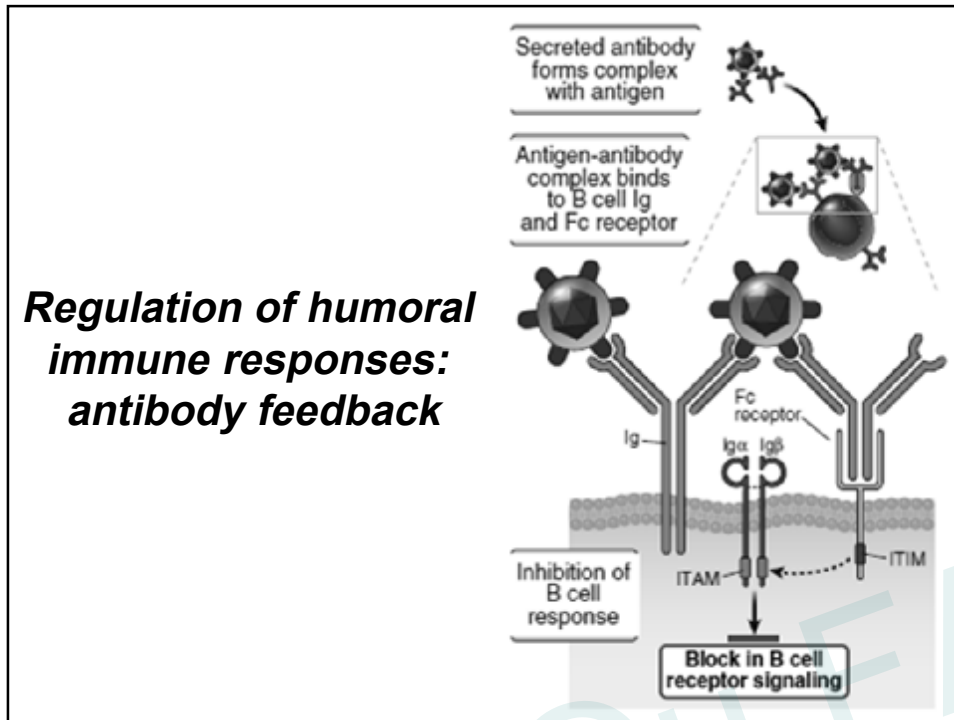 Regulation of humoral
immune responses:
antibody feedback
Secreted antibody
forms complex
with antigen
Antigen-antibody
complex binds
to B cell Ig
and Fc receptor
Fc
receptor
Ig
Igα Igβ
ITAM
ITIM
Inhibition of
B cell
response
Block in B cell
receptor signaling